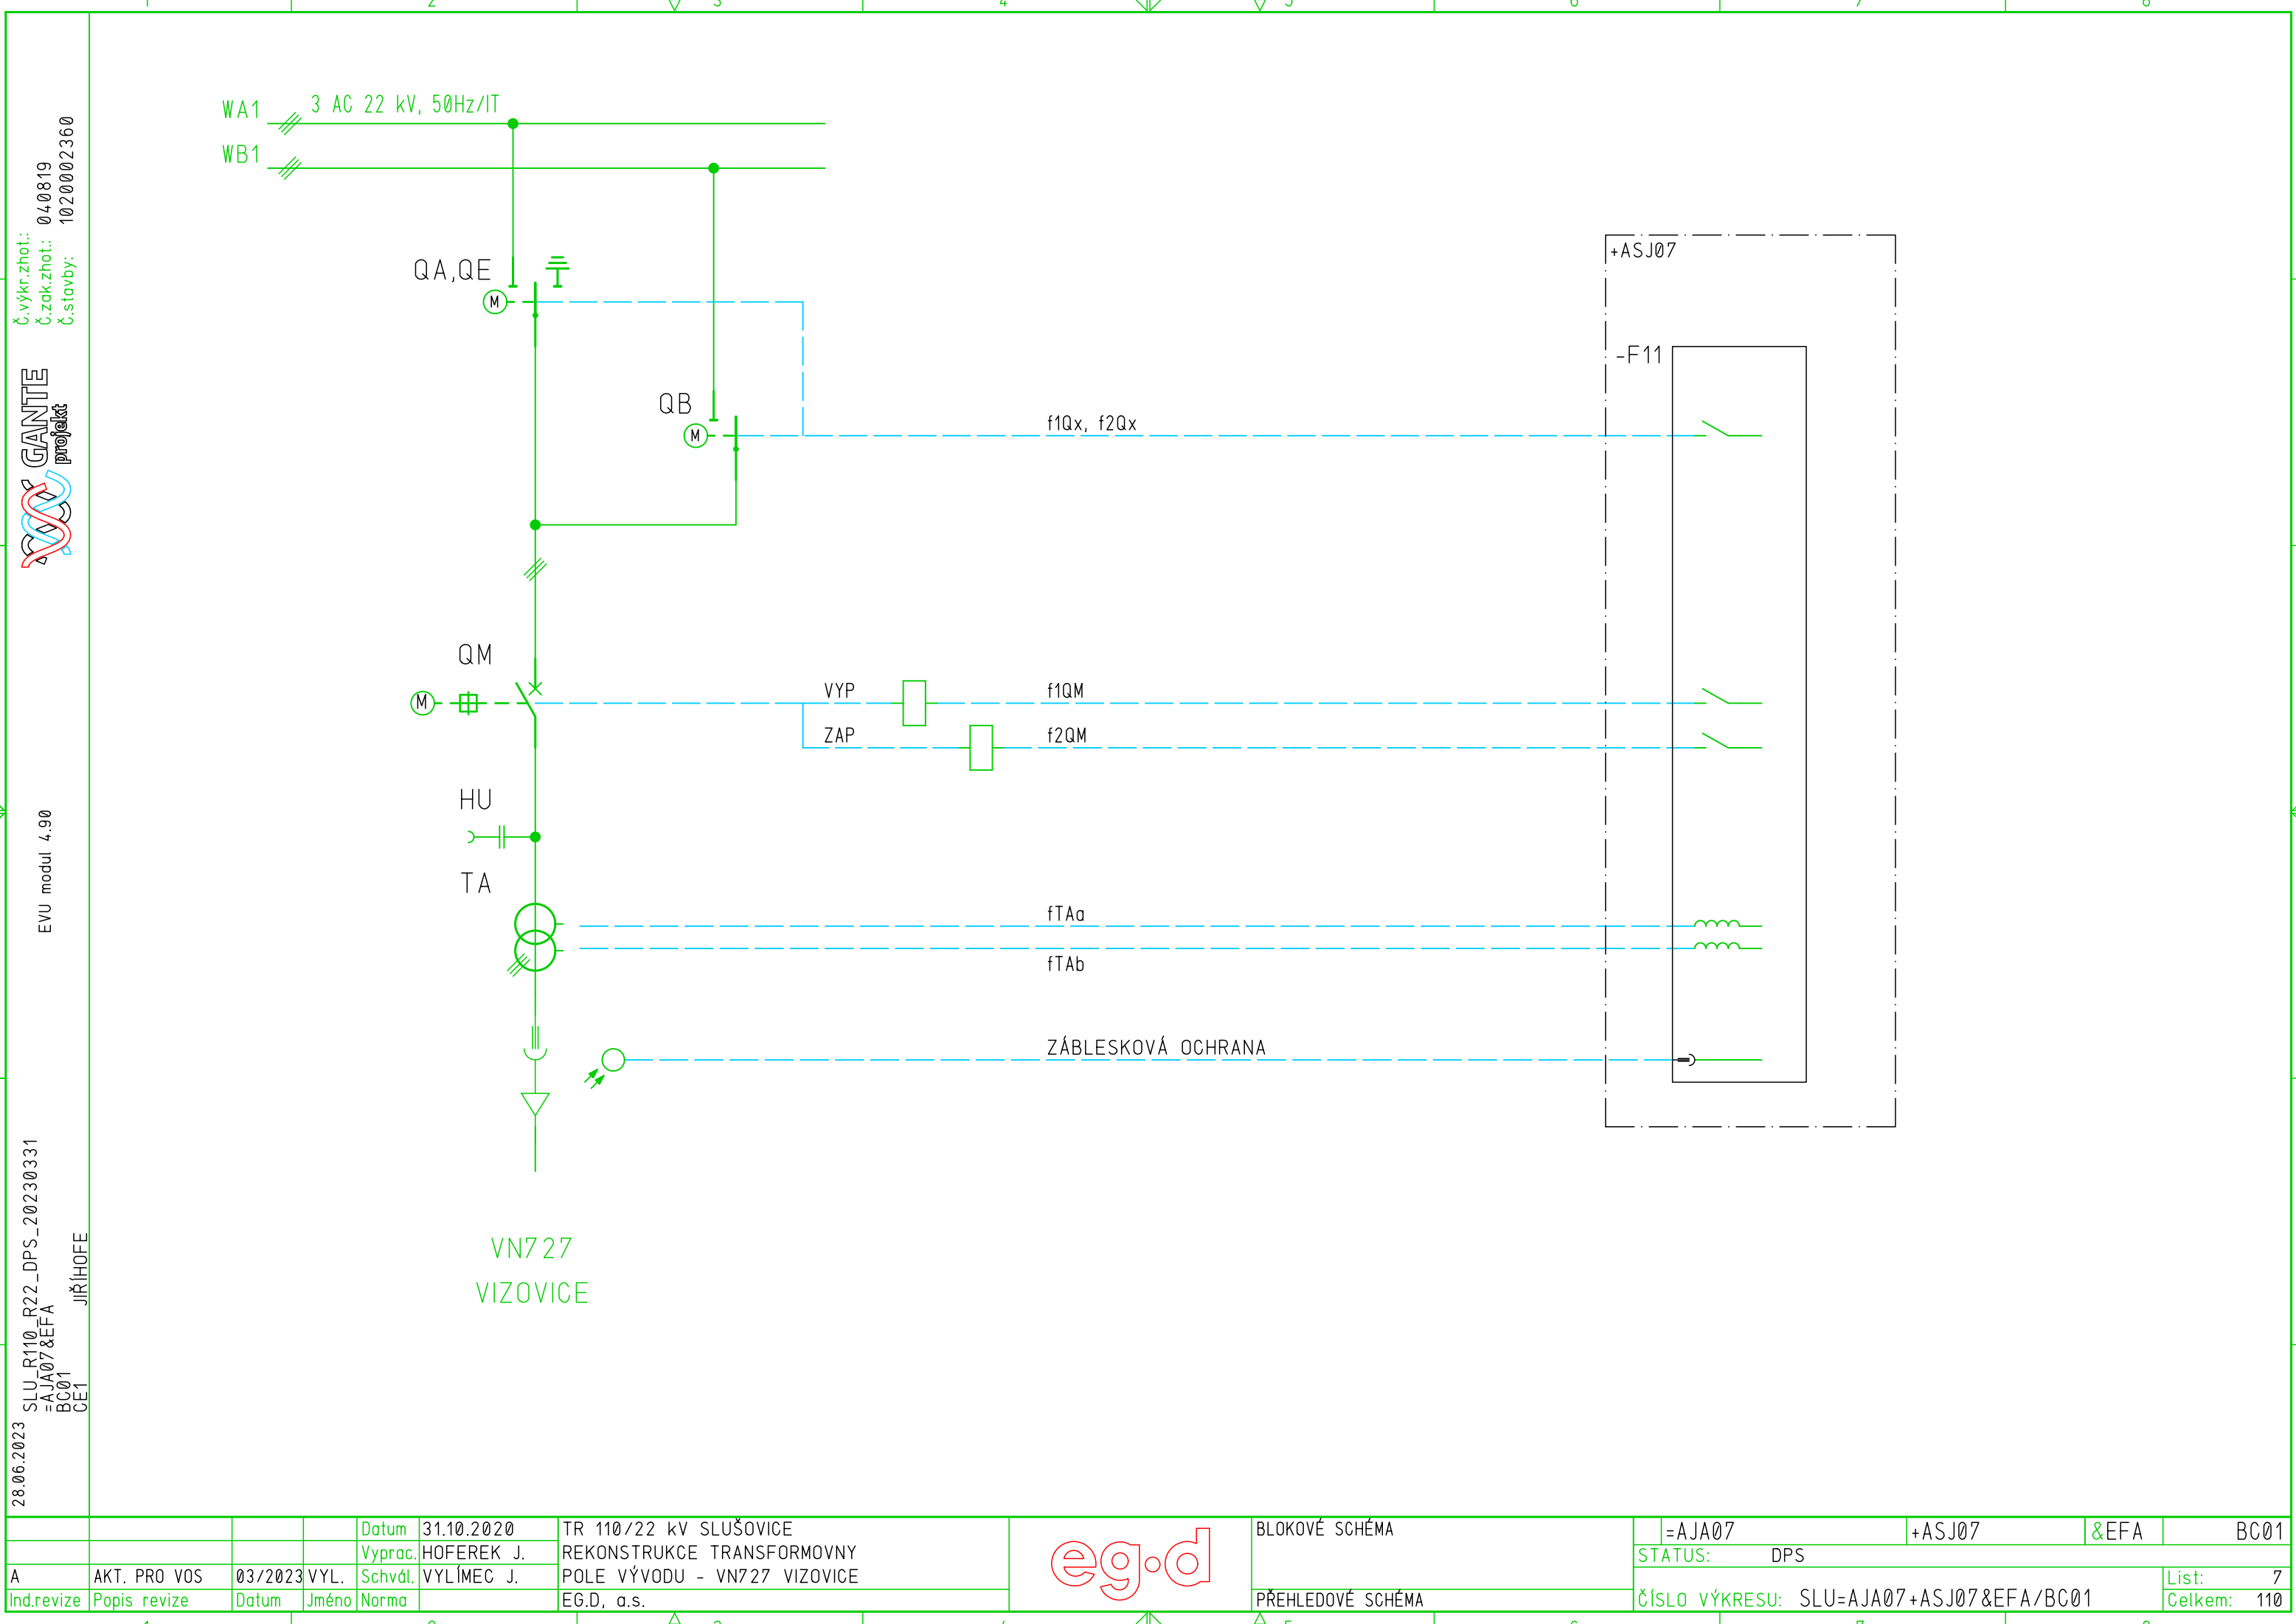 WA1
3 AC 22 kV, 50Hz/IT
WB1
QA,QE
M
QB
M
f1Qx, f2Qx
+ASJ07
-F11
QM
M
VYP
f1QM
ZAP
f2QM
HU
TA
fTAa
fTAb
ZÁBLESKOVÁ OCHRANA
VN727
VIZOVICE
Č.výkr.zhot.:
Č.zak.zhot.: 040819
Č.stavby: 1020002360
GANTE
projekt
EVU modul 4.90
28.06.2023
SLU_R110_R22_DPS_20230331
=AJA07&EFA
BC01
CE1
JIŘÍHOFE
Datum 31.10.2020
Vyprac. HOFEREK J.
A AKT. PRO VOS 03/2023 VYL. Schvál. VYLÍMEC J.
Ind.revize Popis revize Datum Jméno Norma
TR 110/22 kV SLUŠOVICE
REKONSTRUKCE TRANSFORMOVNY
POLE VÝVODU - VN727 VIZOVICE
EG.D, a.s.
eg·d
BLOKOVÉ SCHÉMA
PŘEHLEDOVÉ SCHÉMA
=AJA07 +ASJ07 &EFA BC01
STATUS: DPS
ČÍSLO VÝKRESU: SLU=AJA07+ASJ07&EFA/BC01
List: 7
Celkem: 110